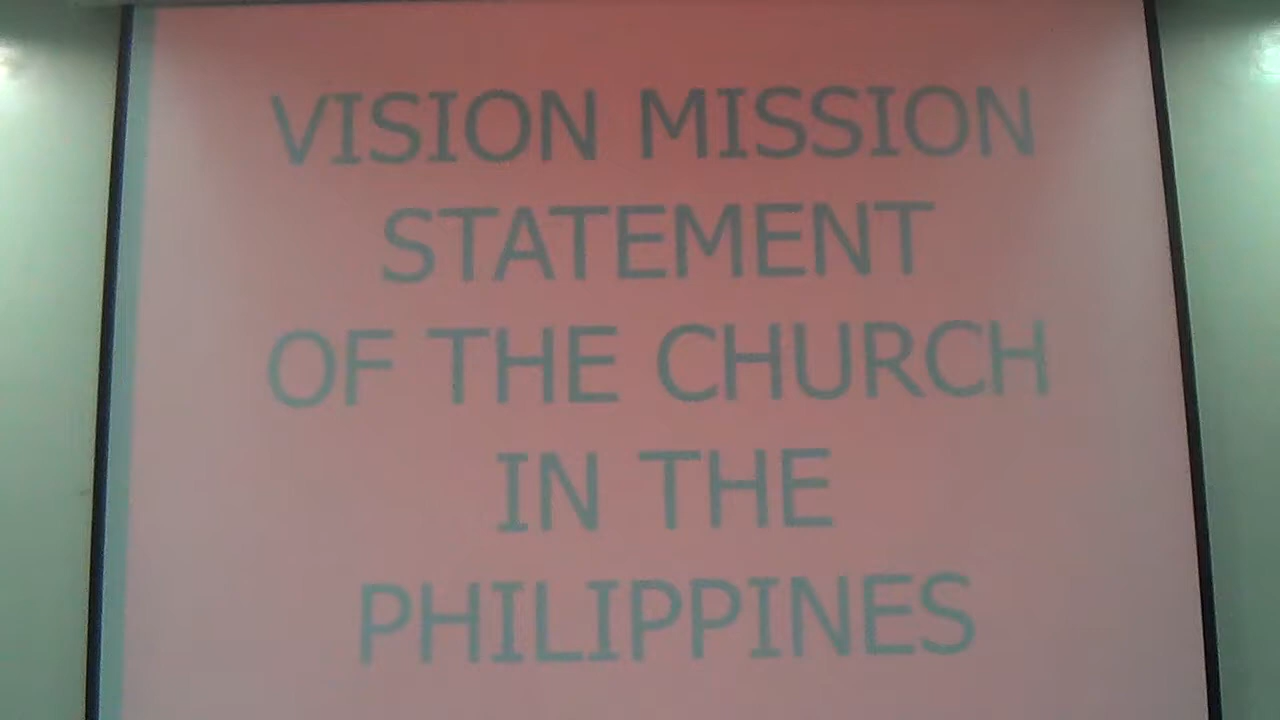 VISION MISSION
STATEMENT
OF THE CHURCH
IN THE
PHILIPPINES